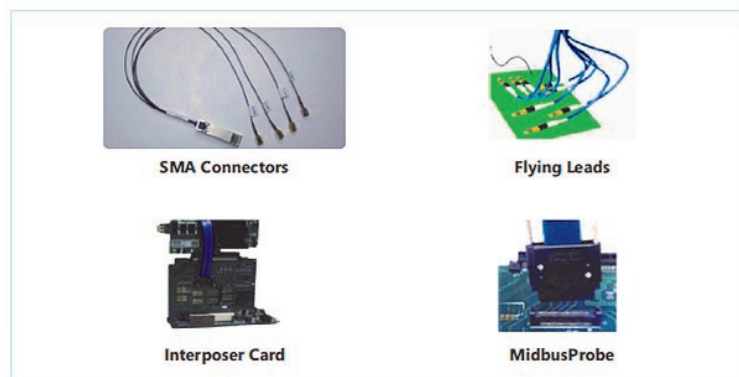 SMA Connectors
Flying Leads
Interposer Card
MidbusProbe